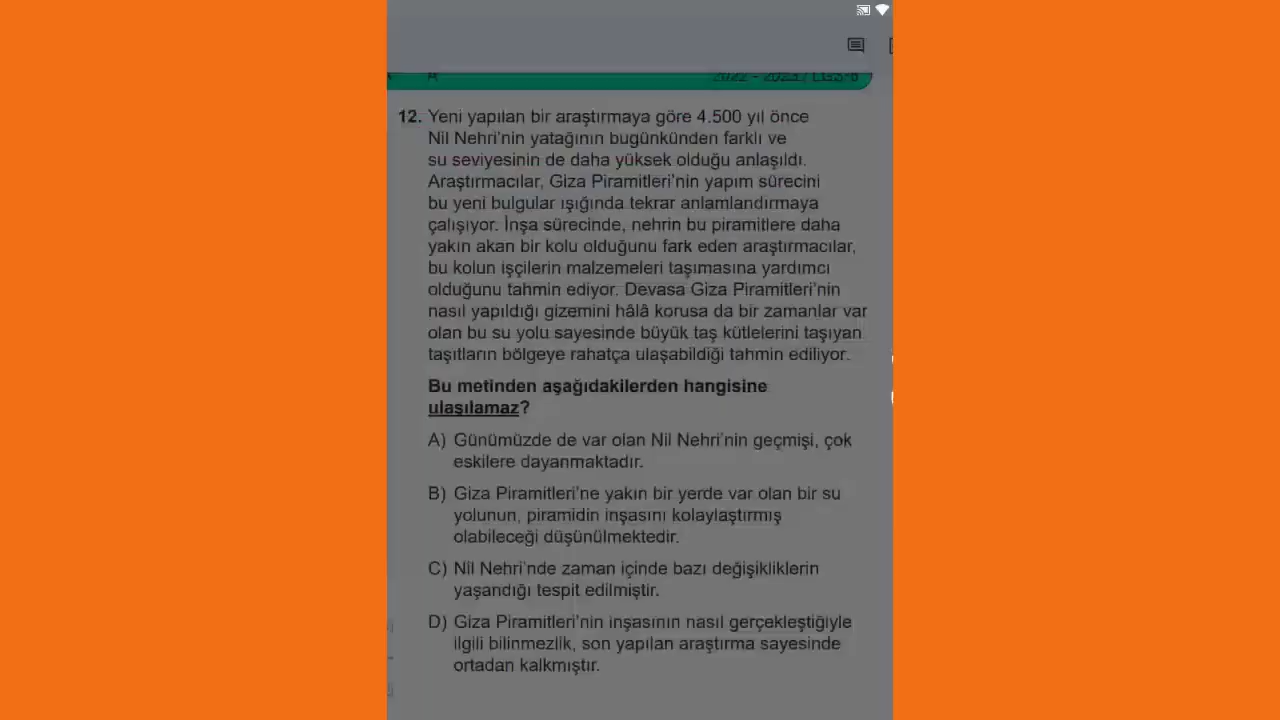 12. Yeni yapılan bir araştırmaya göre 4.500 yıl önce
Nil Nehri'nin yatağının bugünkünden farklı ve
su seviyesinin de daha yüksek olduğu anlaşıldı.
Araştırmacılar, Giza Piramitleri'nin yapım sürecini
bu yeni bulgular ışığında tekrar anlamlandırmaya
çalışıyor. İnşa sürecinde, nehrin bu piramitlere daha
yakın akan bir kolu olduğunu fark eden araştırmacılar,
bu kolun işçilerin malzemeleri taşımasına yardımcı
olduğunu tahmin ediyor. Devasa Giza Piramitleri'nin
nasıl yapıldığı gizemini hâlâ korusa da bir zamanlar var
olan bu su yolu sayesinde büyük taş kütlelerini taşıyan
taşıtların bölgeye rahatça ulaşabildiği tahmin ediliyor.
Bu metinden aşağıdakilerden hangisine
ulaşılamaz?
A) Günümüzde de var olan Nil Nehri'nin geçmişi, çok
eskilere dayanmaktadır.
B) Giza Piramitleri'ne yakın bir yerde var olan bir su
yolunun, piramidin inşasını kolaylaştırmış
olabileceği düşünülmektedir.
C) Nil Nehri'nde zaman içinde bazı değişikliklerin
yaşandığı tespit edilmiştir.
D) Giza Piramitleri'nin inşasının nasıl gerçekleştiğiyle
ilgili bilinmezlik, son yapılan araştırma sayesinde
ortadan kalkmıştır.